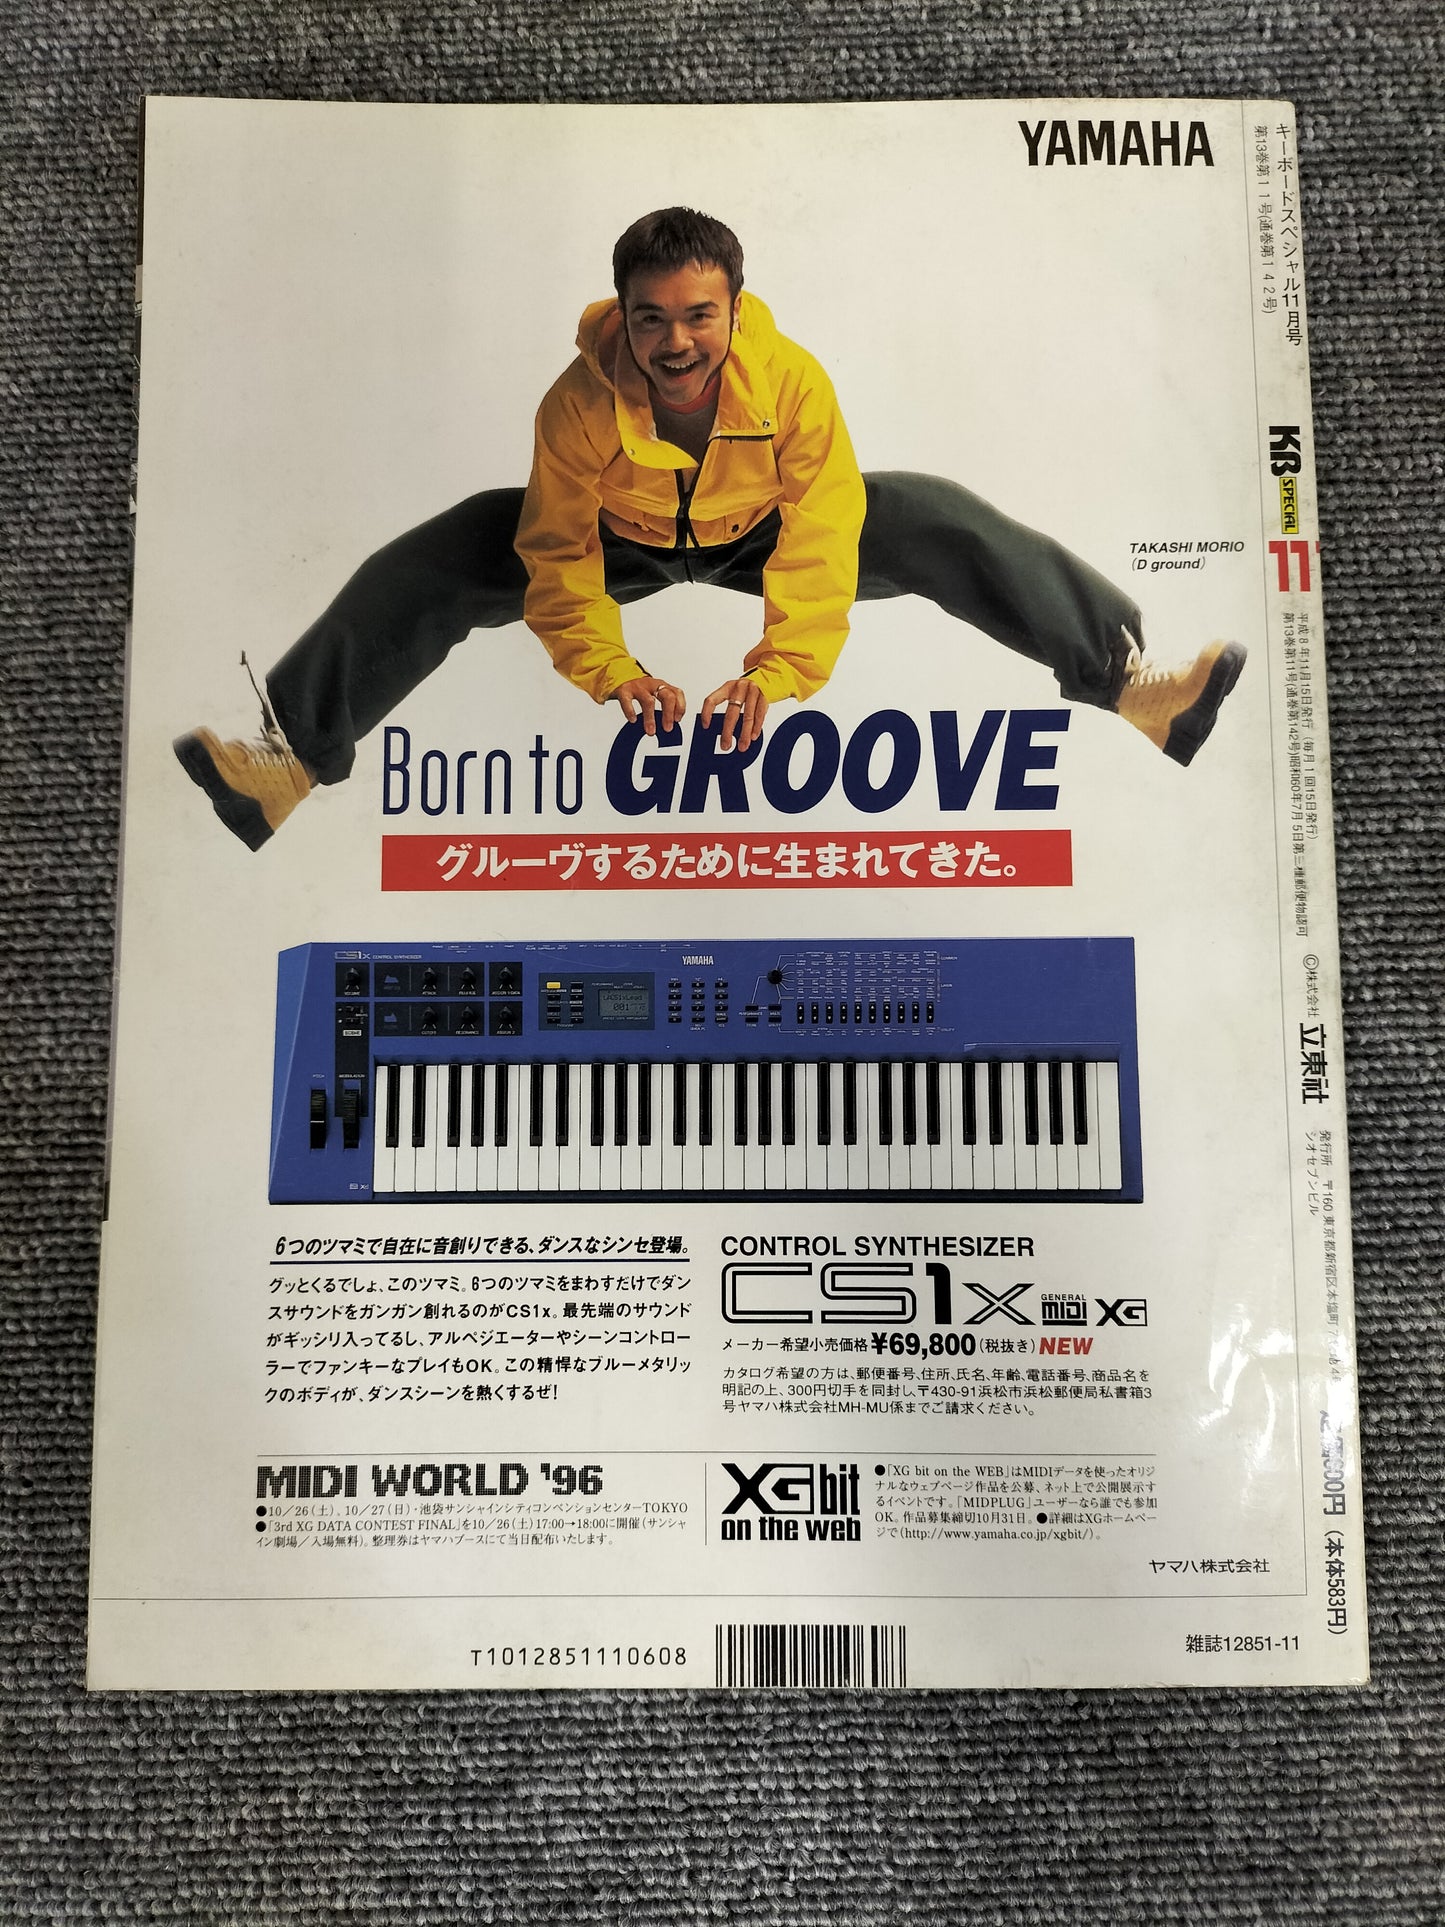 YAMAHA
TAKASHI MORIO
(D ground)
Born to GROOVE
グルーヴするために生まれてきた。
CS1x CONTROL SYNTHESIZER
YAMAHA
6つのツマミで自在に音創りできる、ダンスなシンセ登場。
グッとくるでしょ、このツマミ。6つのツマミをまわすだけでダン
スサウンドをガンガン創れるのがCS1x。最先端のサウンド
がギッシリ入ってるし、アルペジエーターやシーンコントロー
ラーでファンキーなプレイもOK。この精悍なブルーメタリッ
クのボディが、ダンスシーンを熱くするぜ!
CONTROL SYNTHESIZER
CS1x GENERAL MIDI XG
メーカー希望小売価格 ¥69,800(税抜き) NEW
カタログ希望の方は、郵便番号、住所、氏名、年齢、電話番号、商品名を
明記の上、300円切手を同封し、〒430-91浜松市浜松郵便局私書箱3
号ヤマハ株式会社MH-MU係までご請求ください。
MIDI WORLD '96
●10/26(土)、10/27(日)・池袋サンシャインシティコンベンションセンターTOKYO
●「3rd XG DATA CONTEST FINAL」を10/26(土)17:00→18:00に開催(サンシャ
イン劇場/入場無料)。整理券はヤマハブースにて当日配布いたします。
XG bit
on the web
●「XG bit on the WEB」はMIDIデータを使ったオリジ
ナルなウェブページ作品を公募、ネット上で公開展示す
るイベントです。「MIDPLUG」ユーザーなら誰でも参加
OK。作品募集締切10月31日。●詳細はXGホームペー
ジで(http://www.yamaha.co.jp/xgbit/)。
ヤマハ株式会社
T1012851110608
雑誌12851-11
キーボードスペシャル11月号
第13巻第11号(通巻第142号)
KB SPECIAL
11
平成8年11月15日発行(毎月1回15日発行)
第13巻第11号(通巻第142号)昭和60年7月5日第三種郵便物認可
©株式会社 立東社
発行所 〒160 東京都新宿区本塩町
シオセブンビル
600円(本体583円)